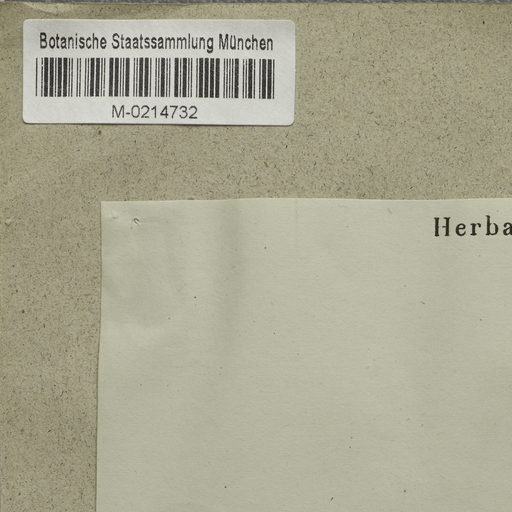 Botanische Staatssammlung München
M-0214732
Herba